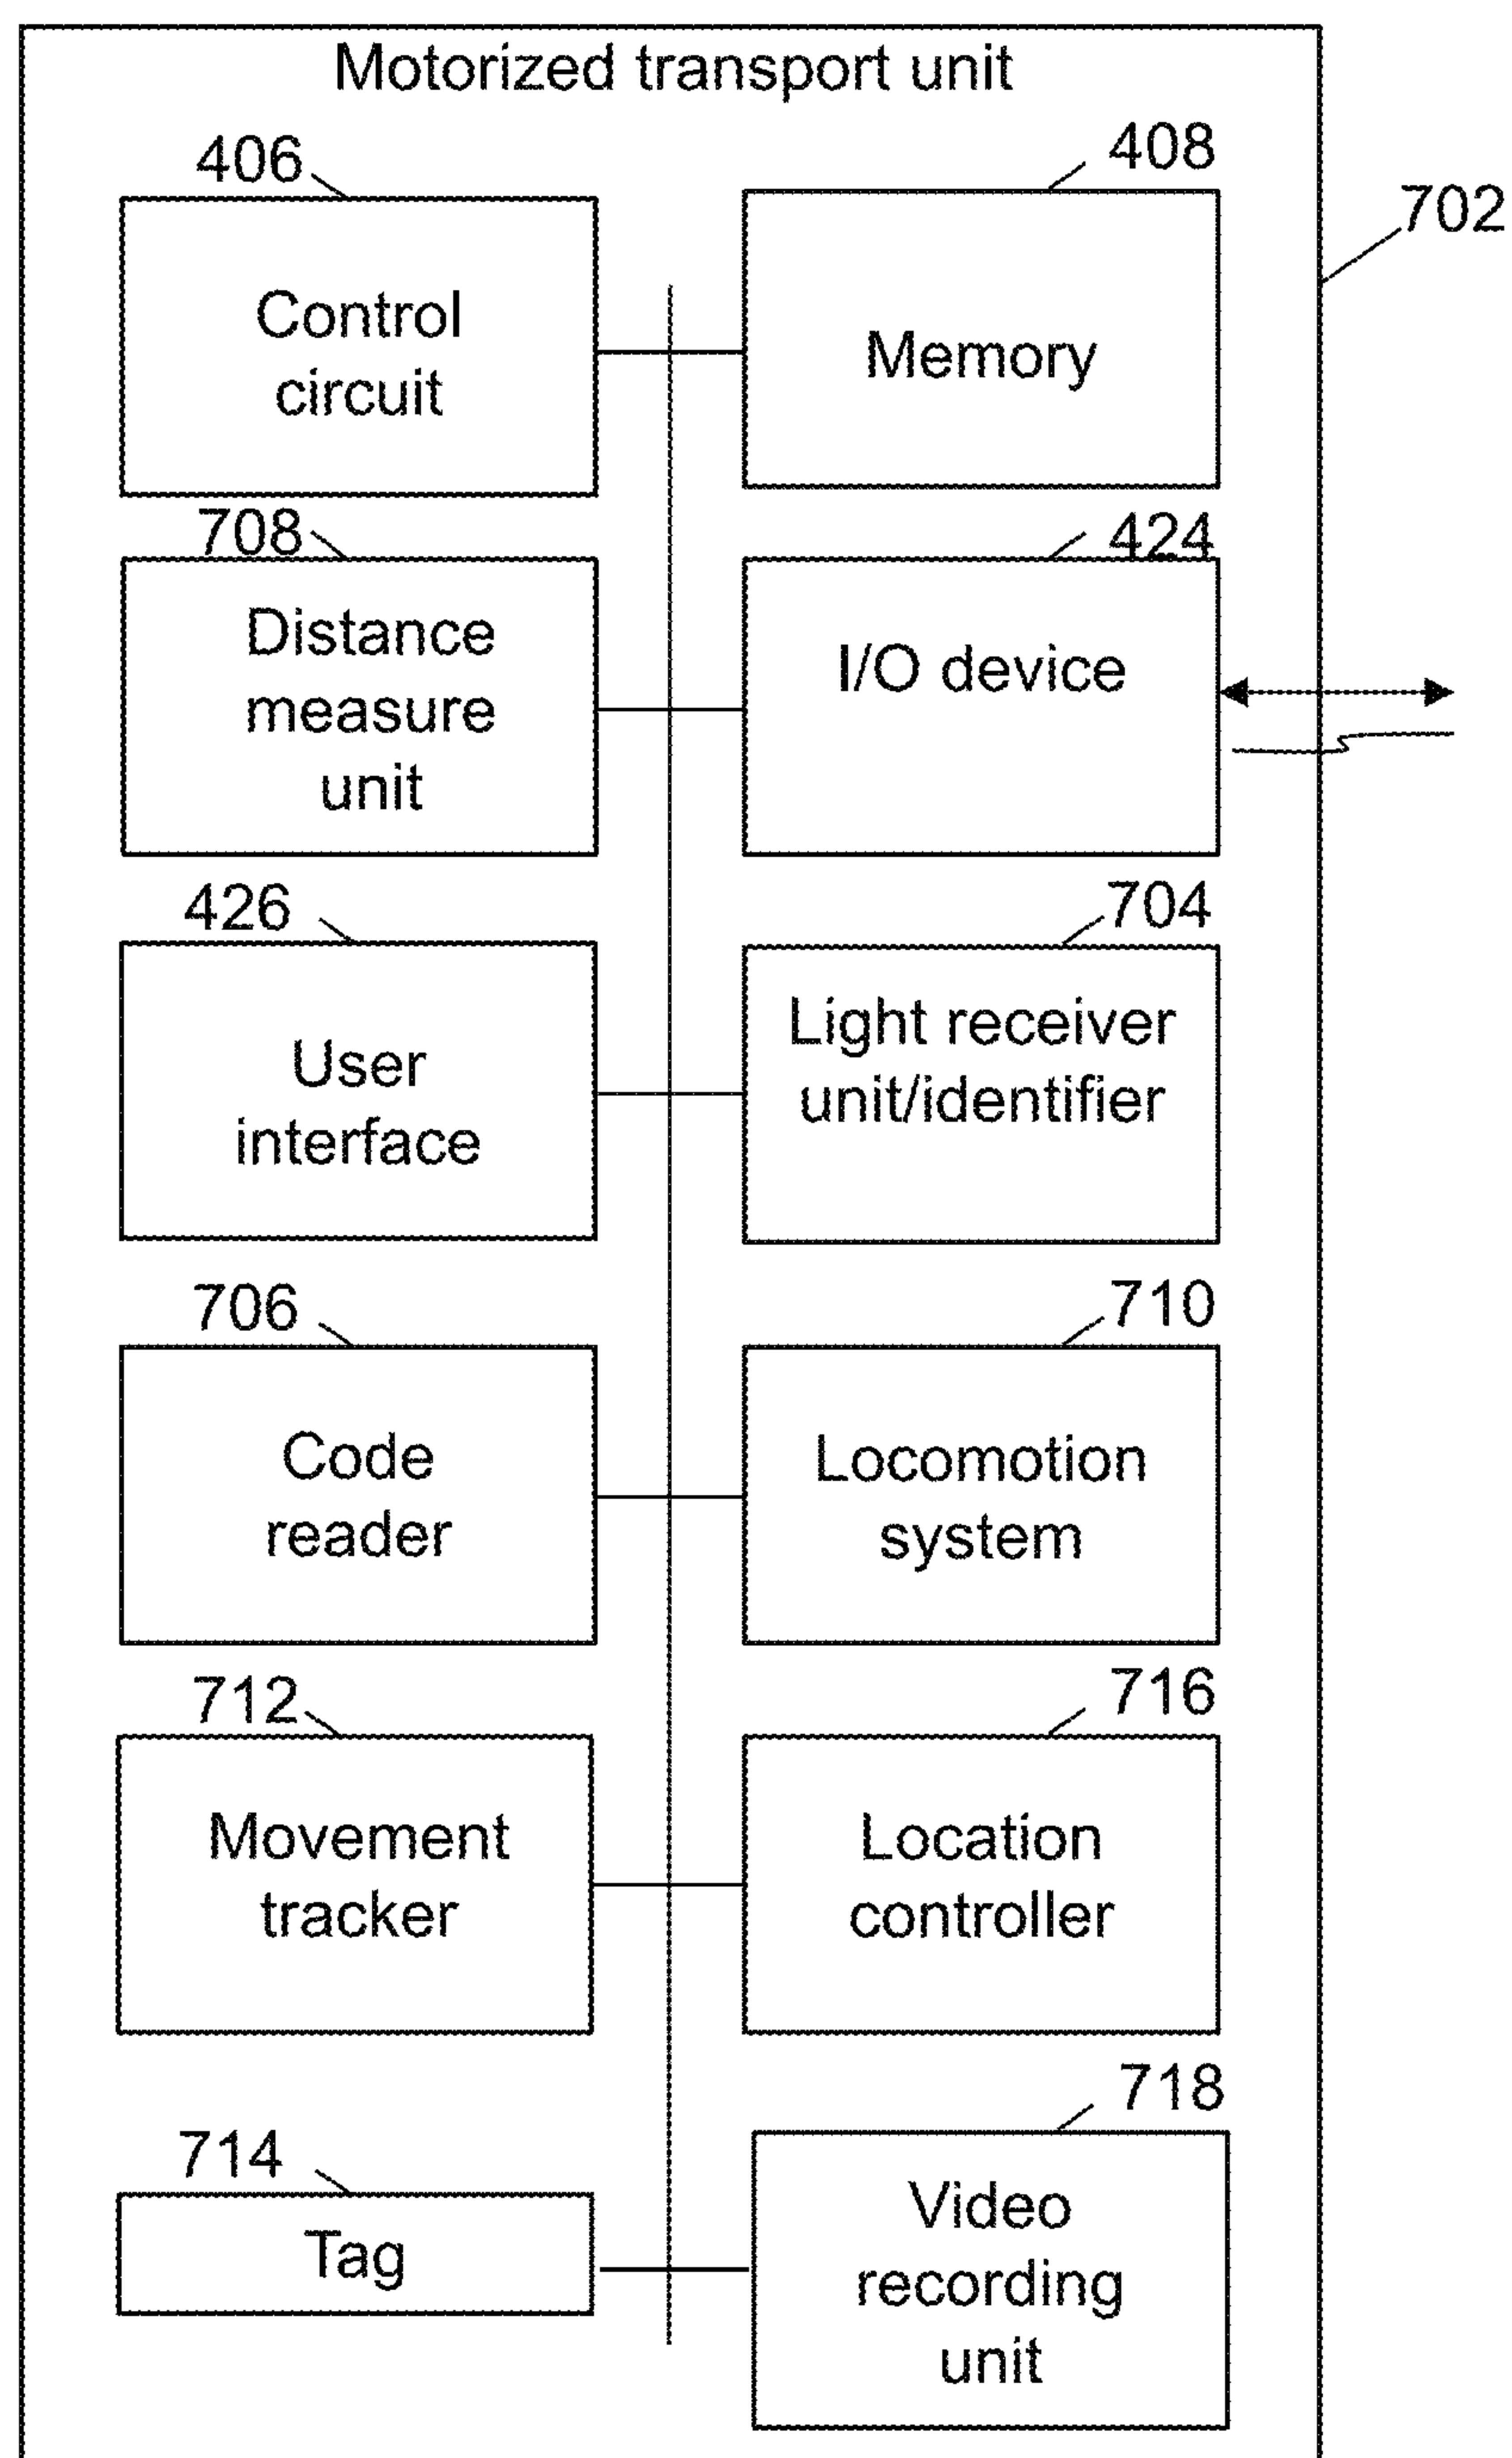 Motorized transport unit
406
408
702
Control
circuit
Memory
708
424
Distance
measure
unit
I/O device
426
704
User
interface
Light receiver
unit/identifier
706
710
Code
reader
Locomotion
system
712
716
Movement
tracker
Location
controller
714
718
Tag
Video
recording
unit